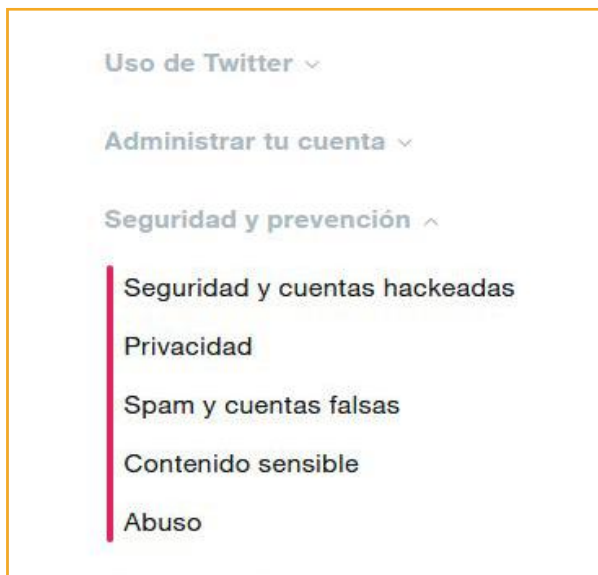 Uso de Twitter
Administrar tu cuenta
Seguridad y prevención
Seguridad y cuentas hackeadas
Privacidad
Spam y cuentas falsas
Contenido sensible
Abuso